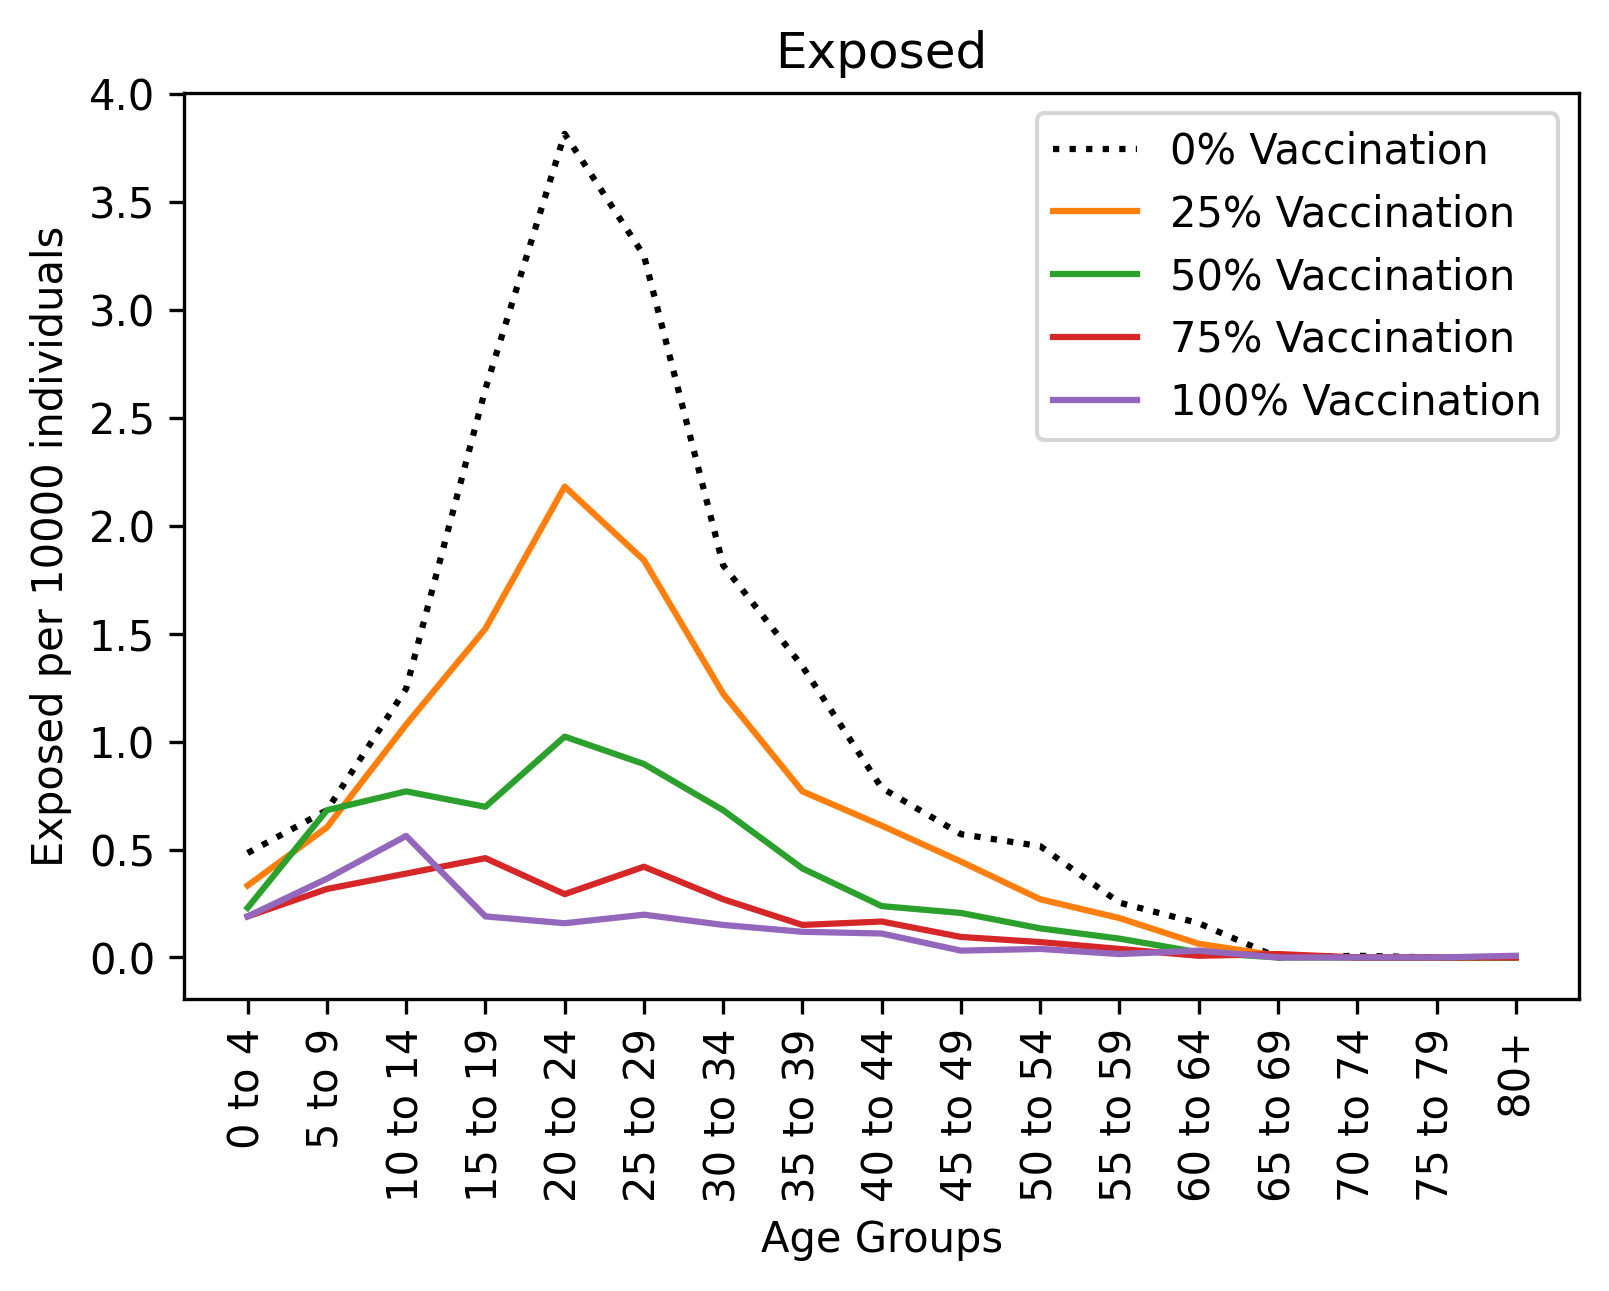 Exposed
4.0
3.5
3.0
2.5
2.0
1.5
1.0
0.5
0.0
Exposed per 10000 individuals
0% Vaccination
25% Vaccination
50% Vaccination
75% Vaccination
100% Vaccination
0 to 4
5 to 9
10 to 14
15 to 19
20 to 24
25 to 29
30 to 34
35 to 39
40 to 44
45 to 49
50 to 54
55 to 59
60 to 64
65 to 69
70 to 74
75 to 79
80+
Age Groups